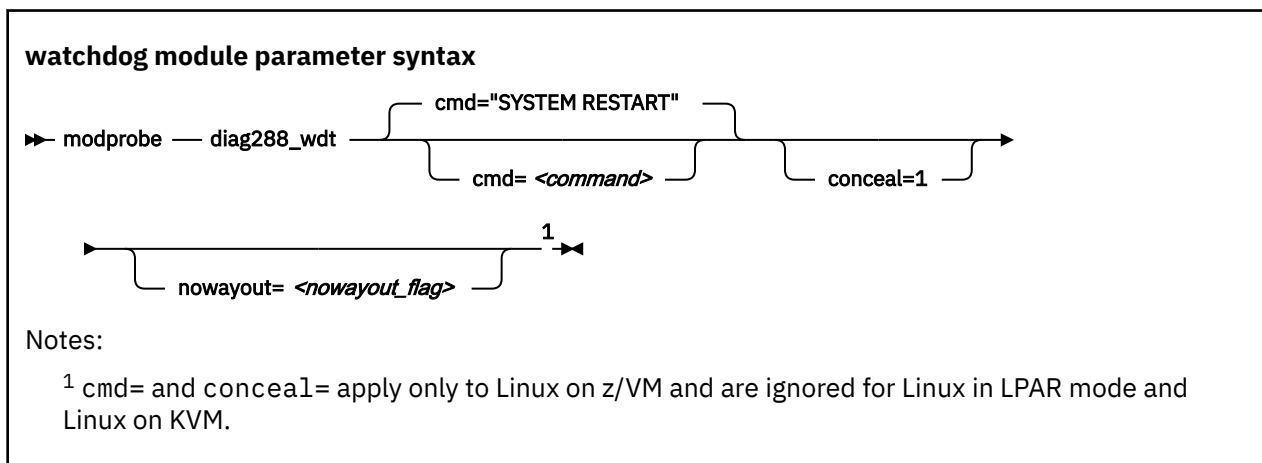 watchdog module parameter syntax
cmd="SYSTEM RESTART"
modprobe diag288_wdt
cmd= <command> conceal=1
1
nowayout= <nowayout_flag>
Notes:
1 cmd= and conceal= apply only to Linux on z/VM and are ignored for Linux in LPAR mode and
Linux on KVM.